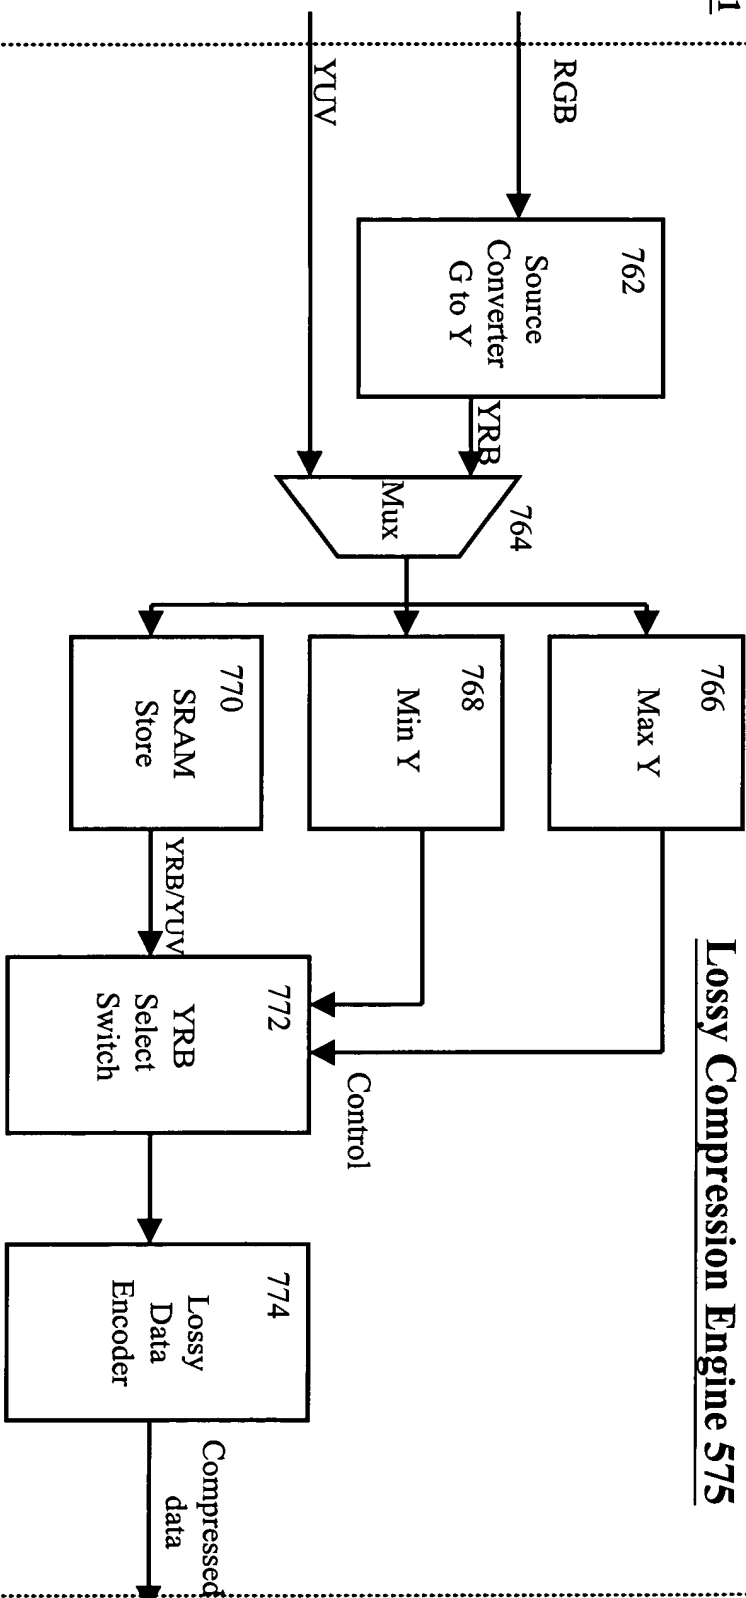 1
Lossy Compression Engine 575
RGB
YUV
762
Source
Converter
G to Y
YRB
764
Mux
766
Max Y
768
Min Y
770
SRAM
Store
YRB/YUV
Control
772
YRB
Select
Switch
774
Lossy
Data
Encoder
Compressed
data